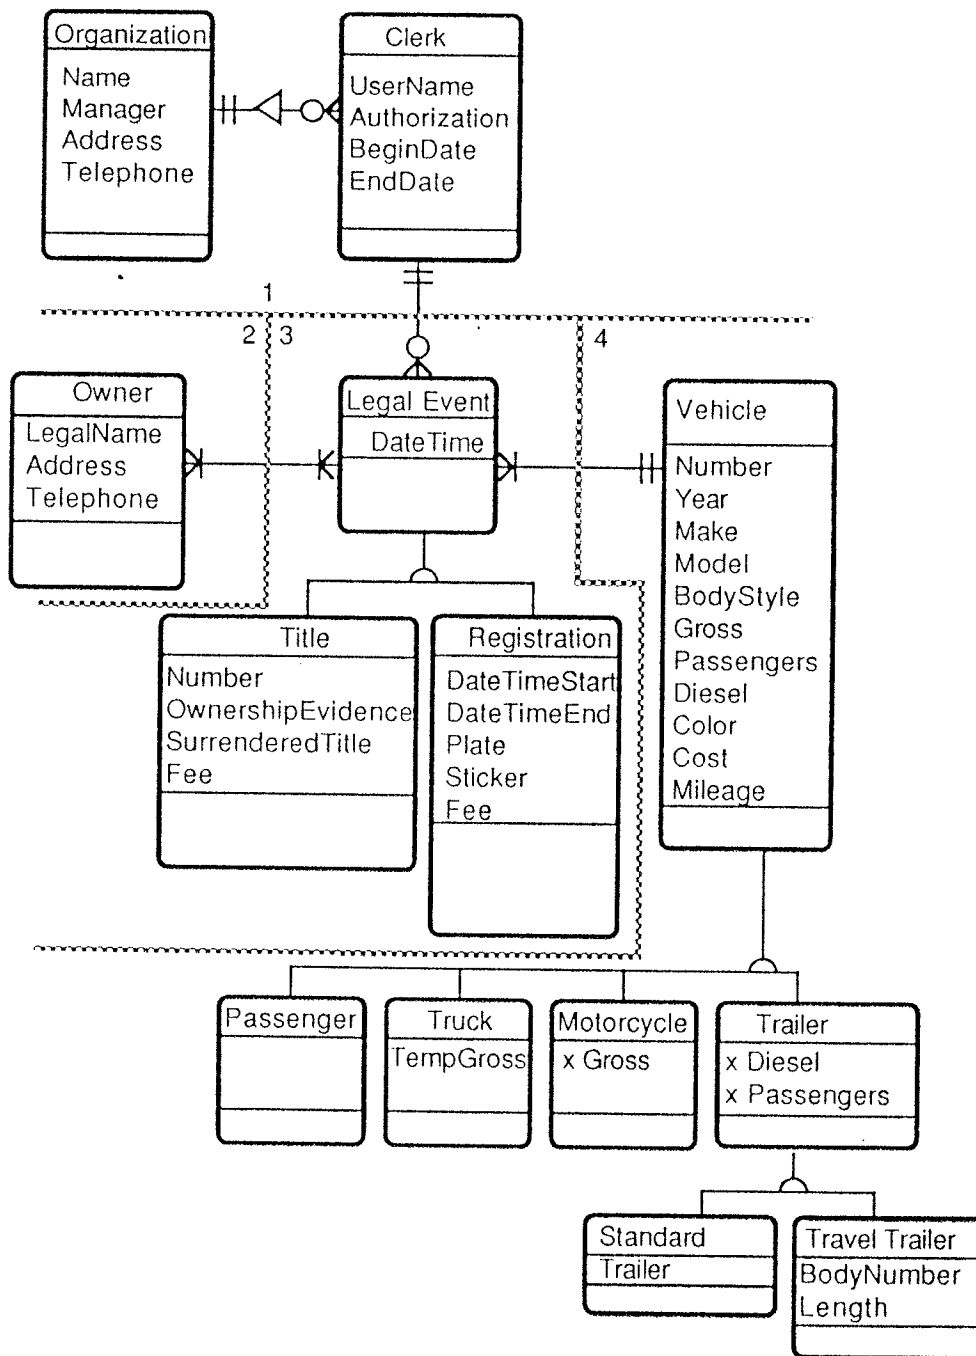 Organization
Name
Manager
Address
Telephone
Clerk
UserName
Authorization
BeginDate
EndDate
1
2
3
4
Owner
LegalName
Address
Telephone
Legal Event
DateTime
Vehicle
Number
Year
Make
Model
BodyStyle
Gross
Passengers
Diesel
Color
Cost
Mileage
Title
Number
OwnershipEvidence
SurrenderedTitle
Fee
Registration
DateTimeStart
DateTimeEnd
Plate
Sticker
Fee
Passenger
Truck
TempGross
Motorcycle
x Gross
Trailer
x Diesel
x Passengers
Standard
Trailer
Travel Trailer
BodyNumber
Length